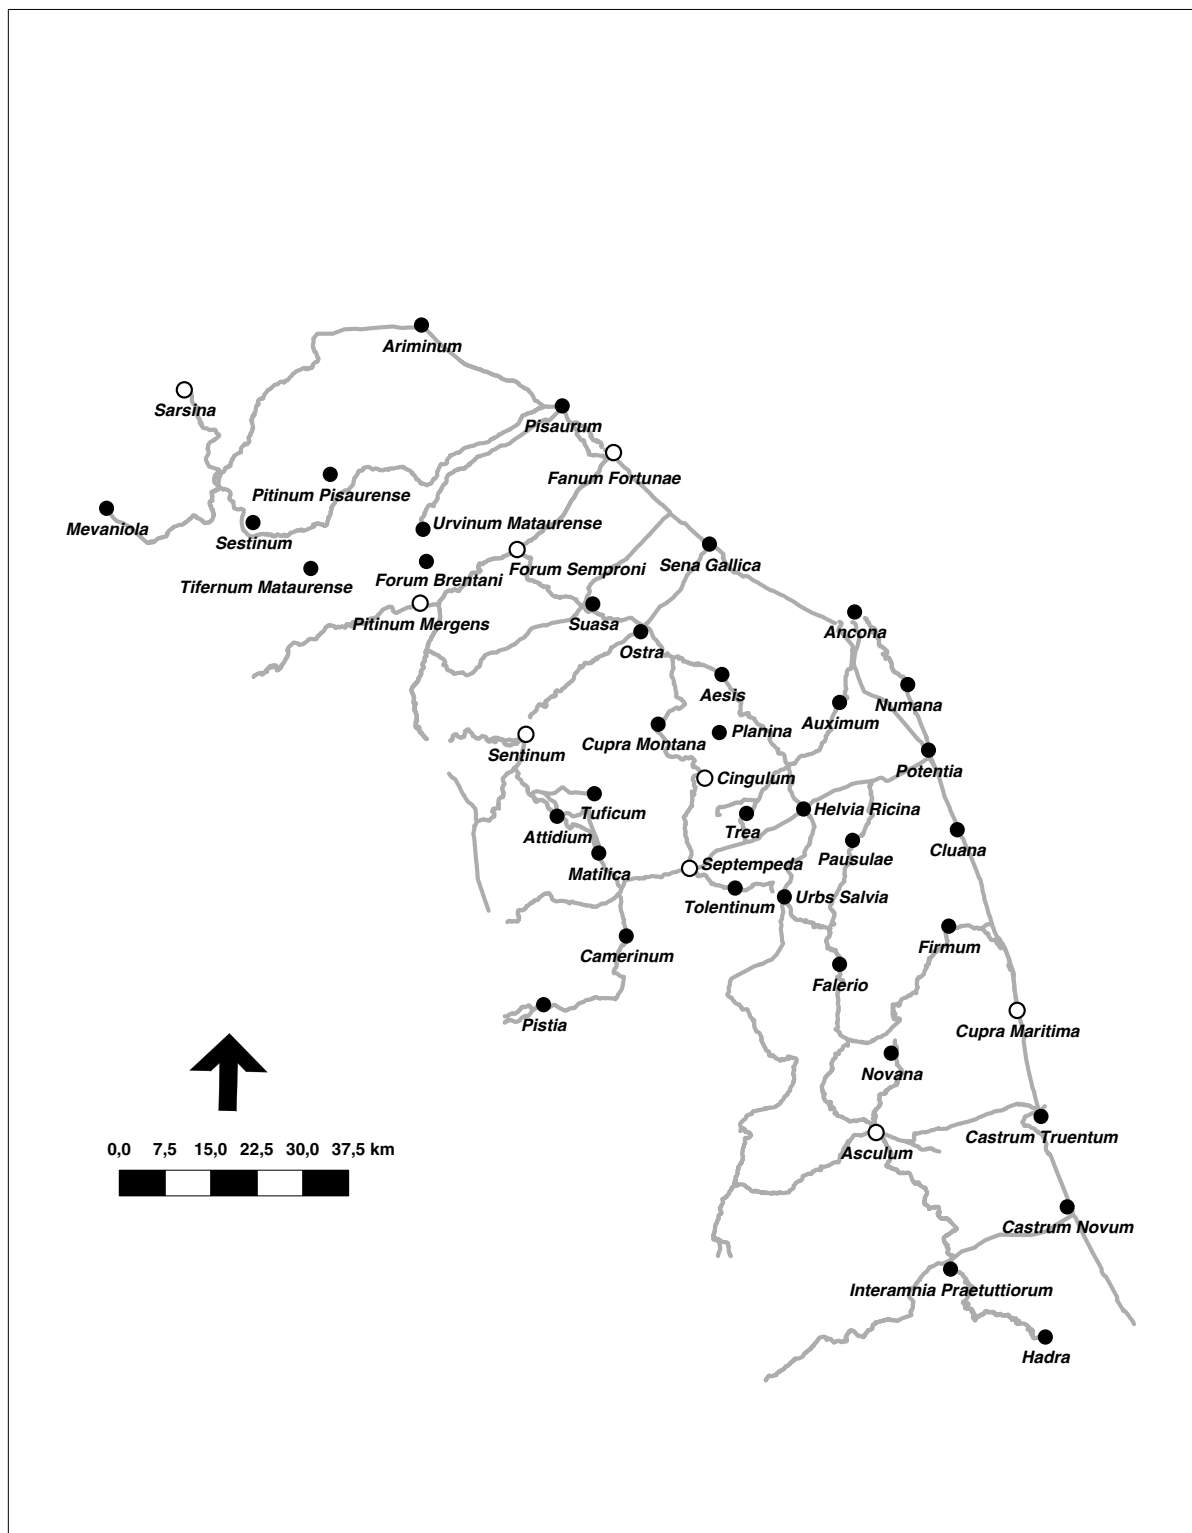 Ariminum
Sarsina
Pisaurum
Fanum Fortunae
Pitinum Pisaurense
Mevaniola
Urvinum Mataurense
Sestinum
Sena Gallica
Forum Semproni
Forum Brentani
Tifernum Mataurense
Pitinum Mergens
Suasa
Ancona
Ostra
Aesis
Numana
Auximum
Planina
Cupra Montana
Sentinum
Potentia
Cingulum
Helvia Ricina
Tuficum
Trea
Attidium
Cluana
Pausulae
Septempeda
Matilica
Urbs Salvia
Tolentinum
Firmum
Camerinum
Falerio
Pistia
Cupra Maritima
Novana
Castrum Truentum
0,0 7,5 15,0 22,5 30,0 37,5 km
Asculum
Castrum Novum
Interamnia Praetuttiorum
Hadra